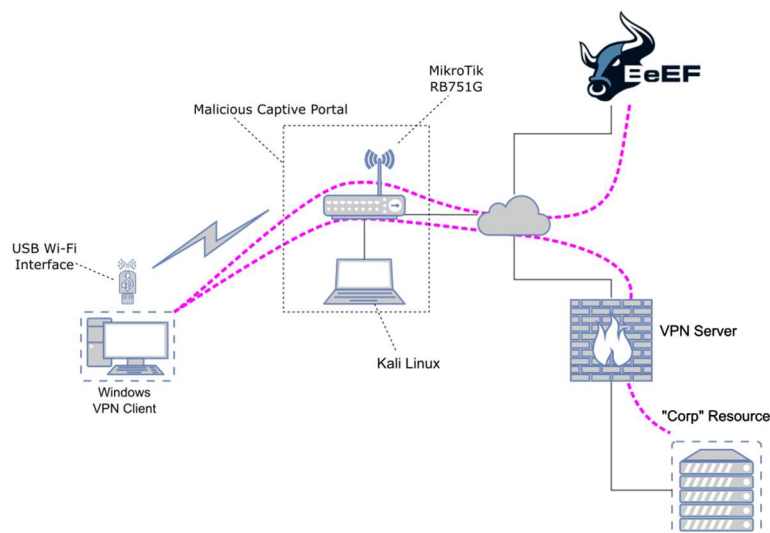 BeEF
MikroTik
RB751G
Malicious Captive Portal
USB Wi-Fi
Interface
VPN Server
Kali Linux
Windows
VPN Client
"Corp" Resource